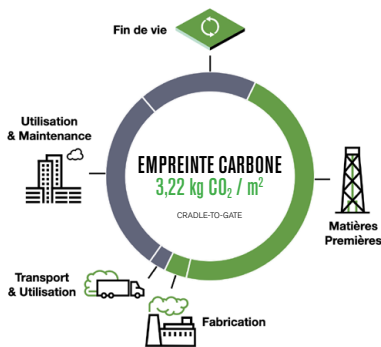 Fin de vie
Utilisation
& Maintenance
EMPREINTE CARBONE
3,22 kg CO₂ / m²
CRADLE-TO-GATE
Matières
Premières
Transport
& Utilisation
Fabrication